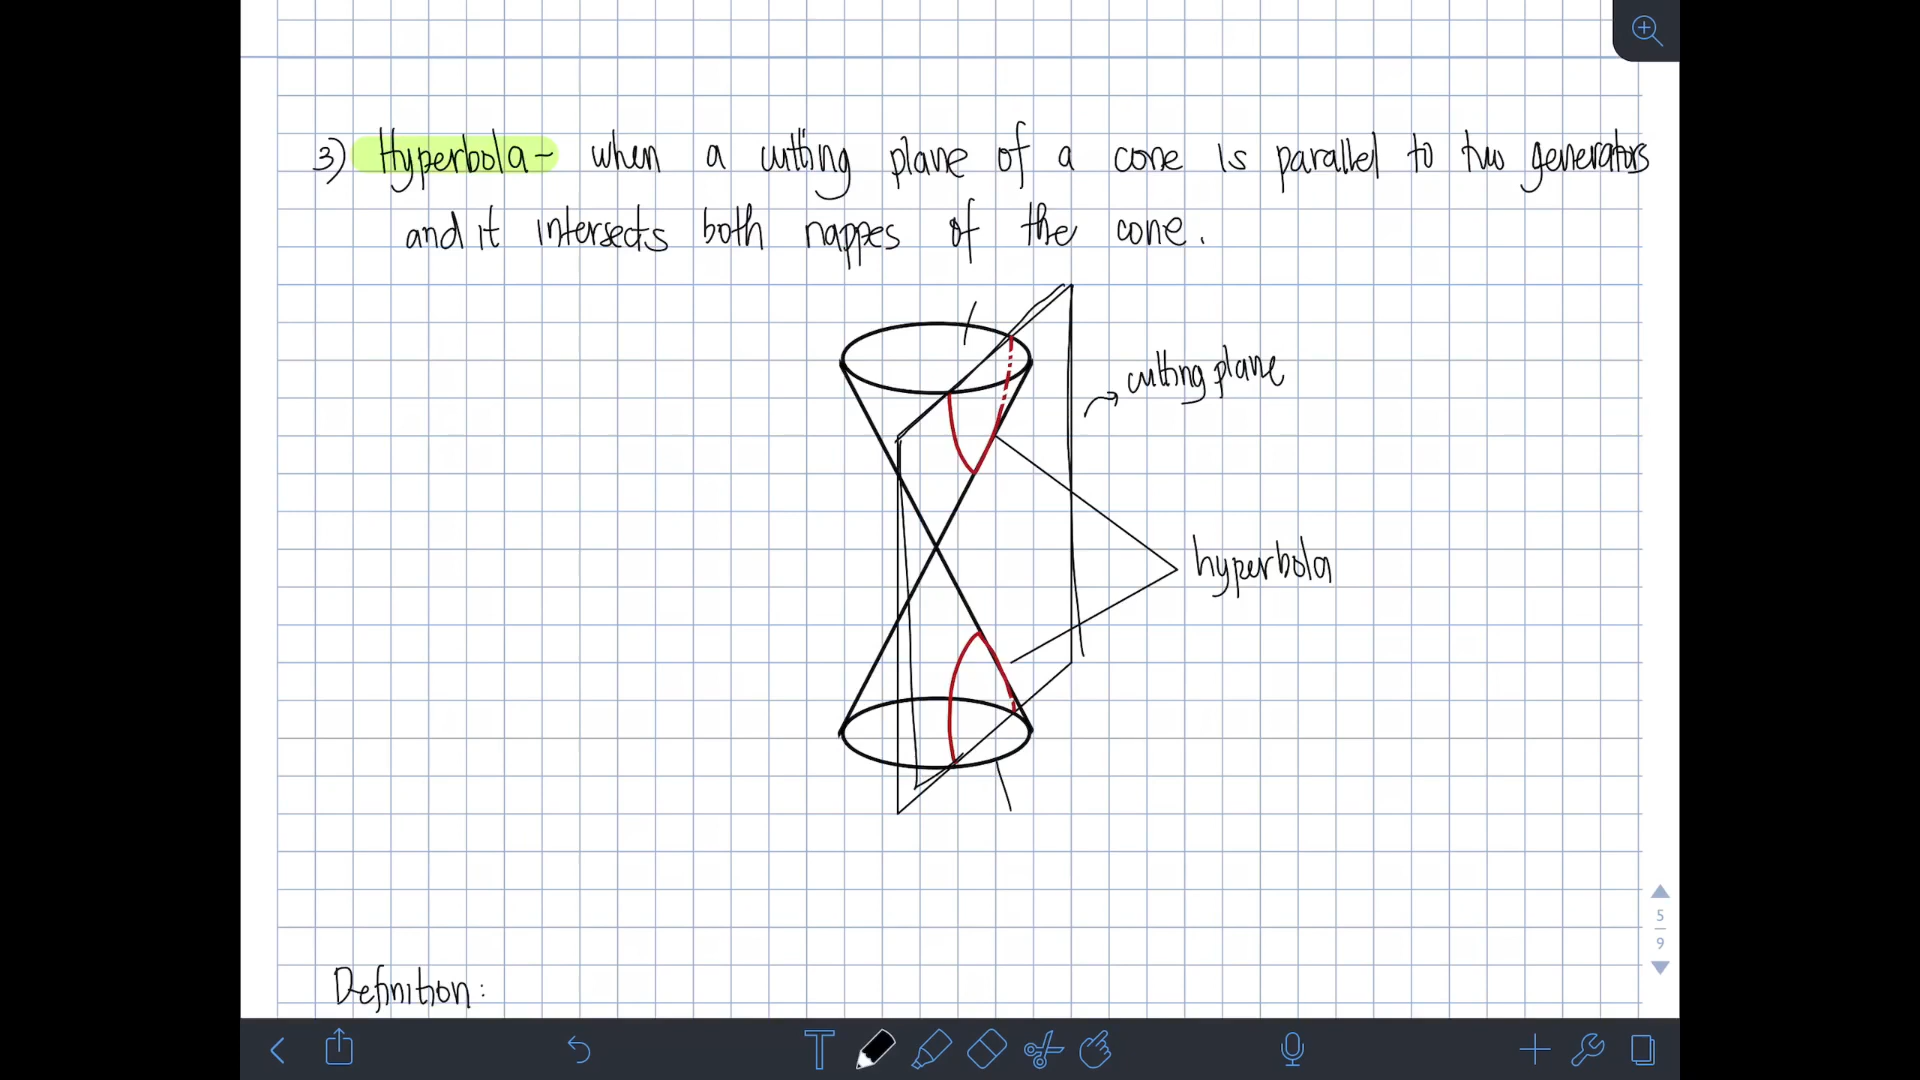 3) Hyperbola - when a cutting plane of a cone is parallel to two generators
and it intersects both nappes of the cone.
cutting plane
hyperbola
5
9
Definition:
T